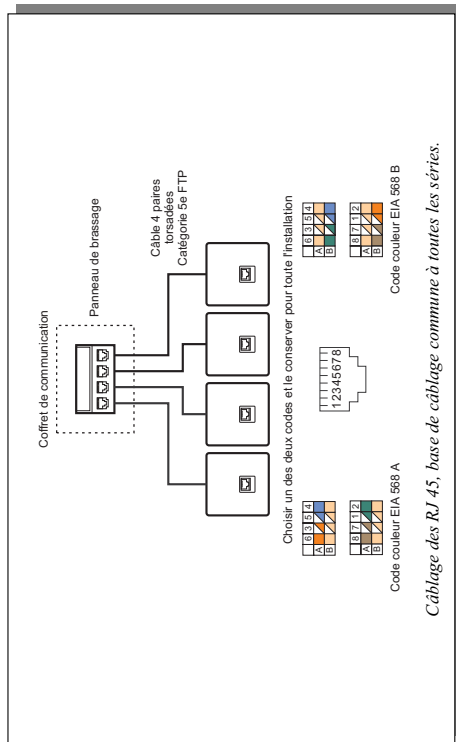 Coffret de communication
Panneau de brassage
Câble 4 paires
torsadées
Catégorie 5e FTP
Choisir un des deux codes et le conserver pour toute l'installation
6 3 5 4
A
B
8 7 1 2
A
B
Code couleur EIA 568 A
12345678
6 3 5 4
A
B
8 7 1 2
A
B
Code couleur EIA 568 B
Câblage des RJ 45, base de câblage commune à toutes les séries.